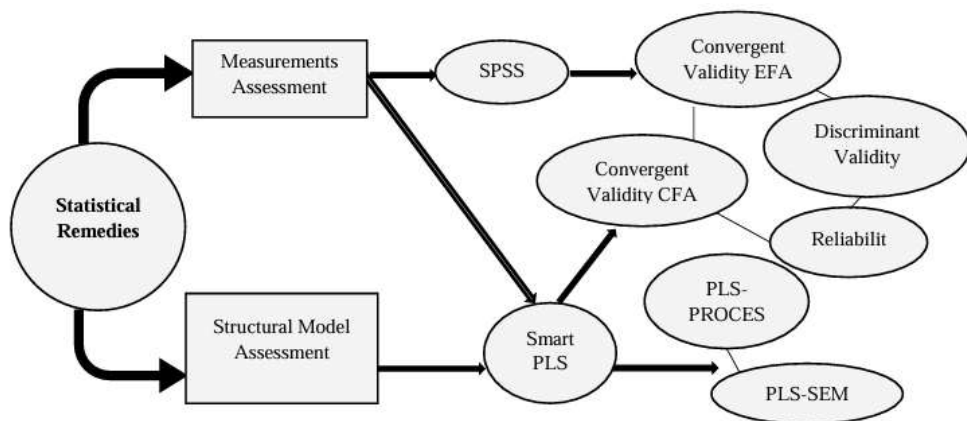 Measurements
Assessment
SPSS
Convergent
Validity EFA
Discriminant
Validity
Convergent
Validity CFA
Statistical
Remedies
Reliabilit
PLS-
PROCES
Structural Model
Assessment
Smart
PLS
PLS-SEM